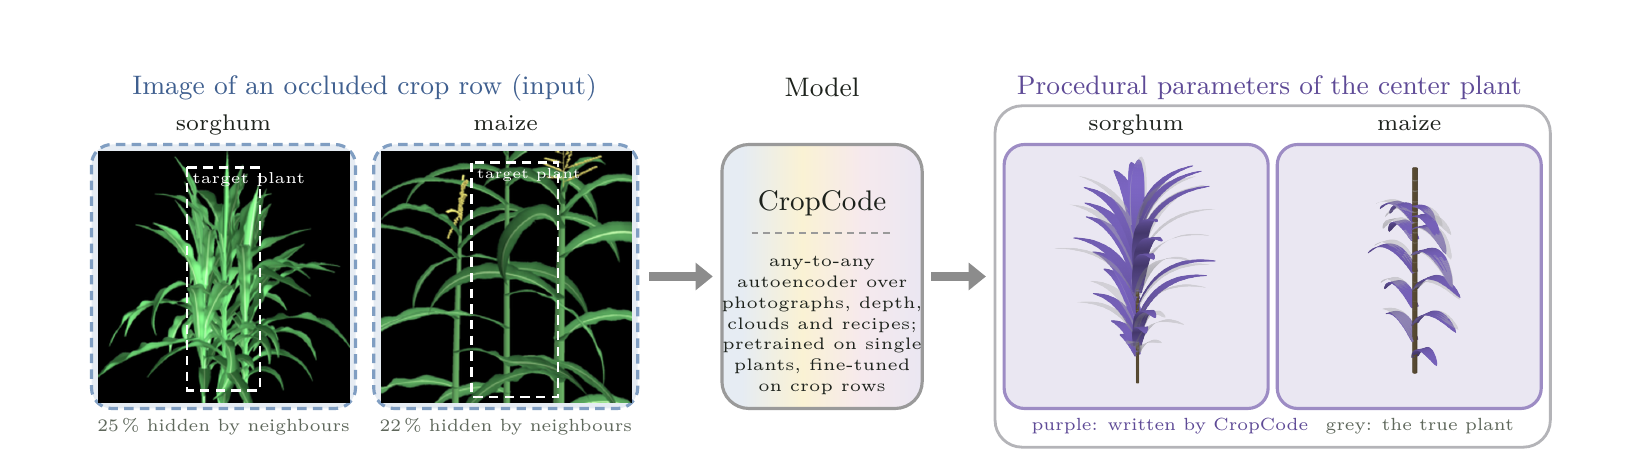 Image of an occluded crop row (input)
sorghum
maize
target plant
target plant
25 % hidden by neighbours
22 % hidden by neighbours
Model
CropCode
any-to-any
autoencoder over
photographs, depth,
clouds and recipes;
pretrained on single
plants, fine-tuned
on crop rows
Procedural parameters of the center plant
sorghum
maize
purple: written by CropCode
grey: the true plant